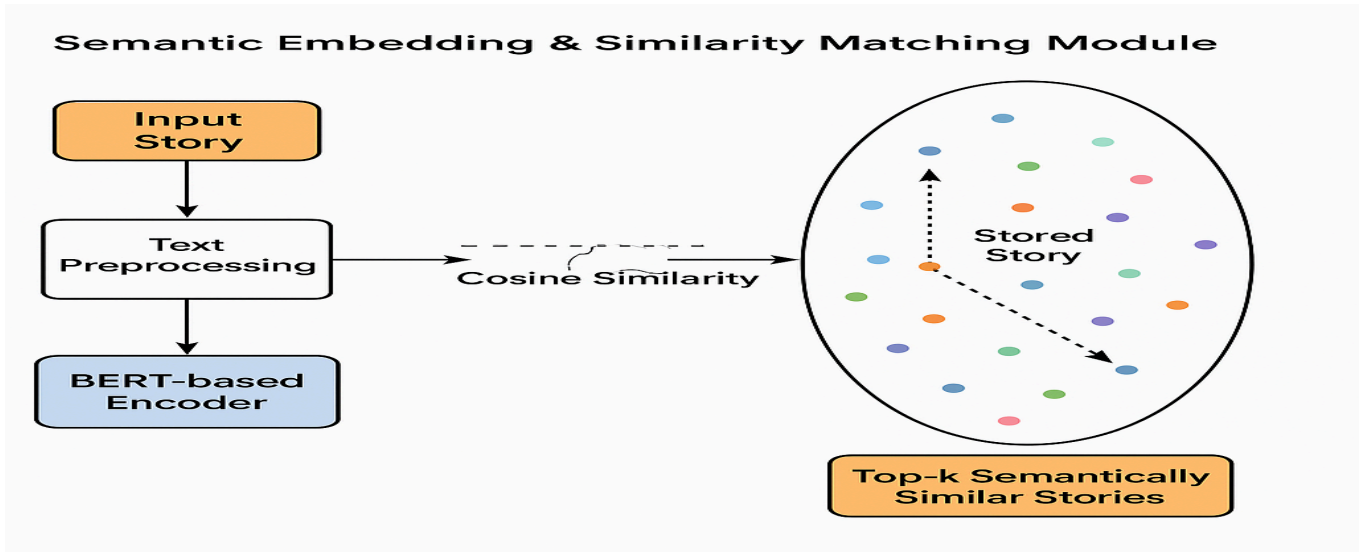 Semantic Embedding & Similarity Matching Module
Input
Story
Text
Preprocessing
BERT-based
Encoder
Cosine Similarity
Stored
Story
Top-k Semantically
Similar Stories